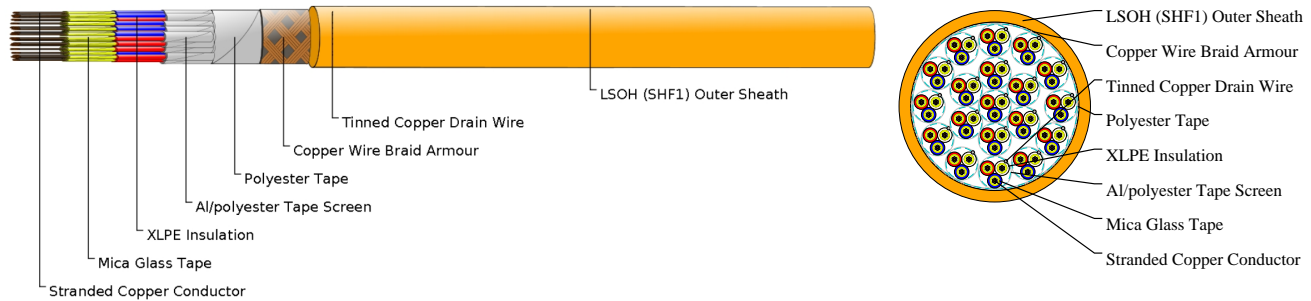 LSOH (SHF1) Outer Sheath
Tinned Copper Drain Wire
Copper Wire Braid Armour
Polyester Tape
Al/polyester Tape Screen
XLPE Insulation
Mica Glass Tape
Stranded Copper Conductor
LSOH (SHF1) Outer Sheath
Copper Wire Braid Armour
Tinned Copper Drain Wire
Polyester Tape
XLPE Insulation
Al/polyester Tape Screen
Mica Glass Tape
Stranded Copper Conductor